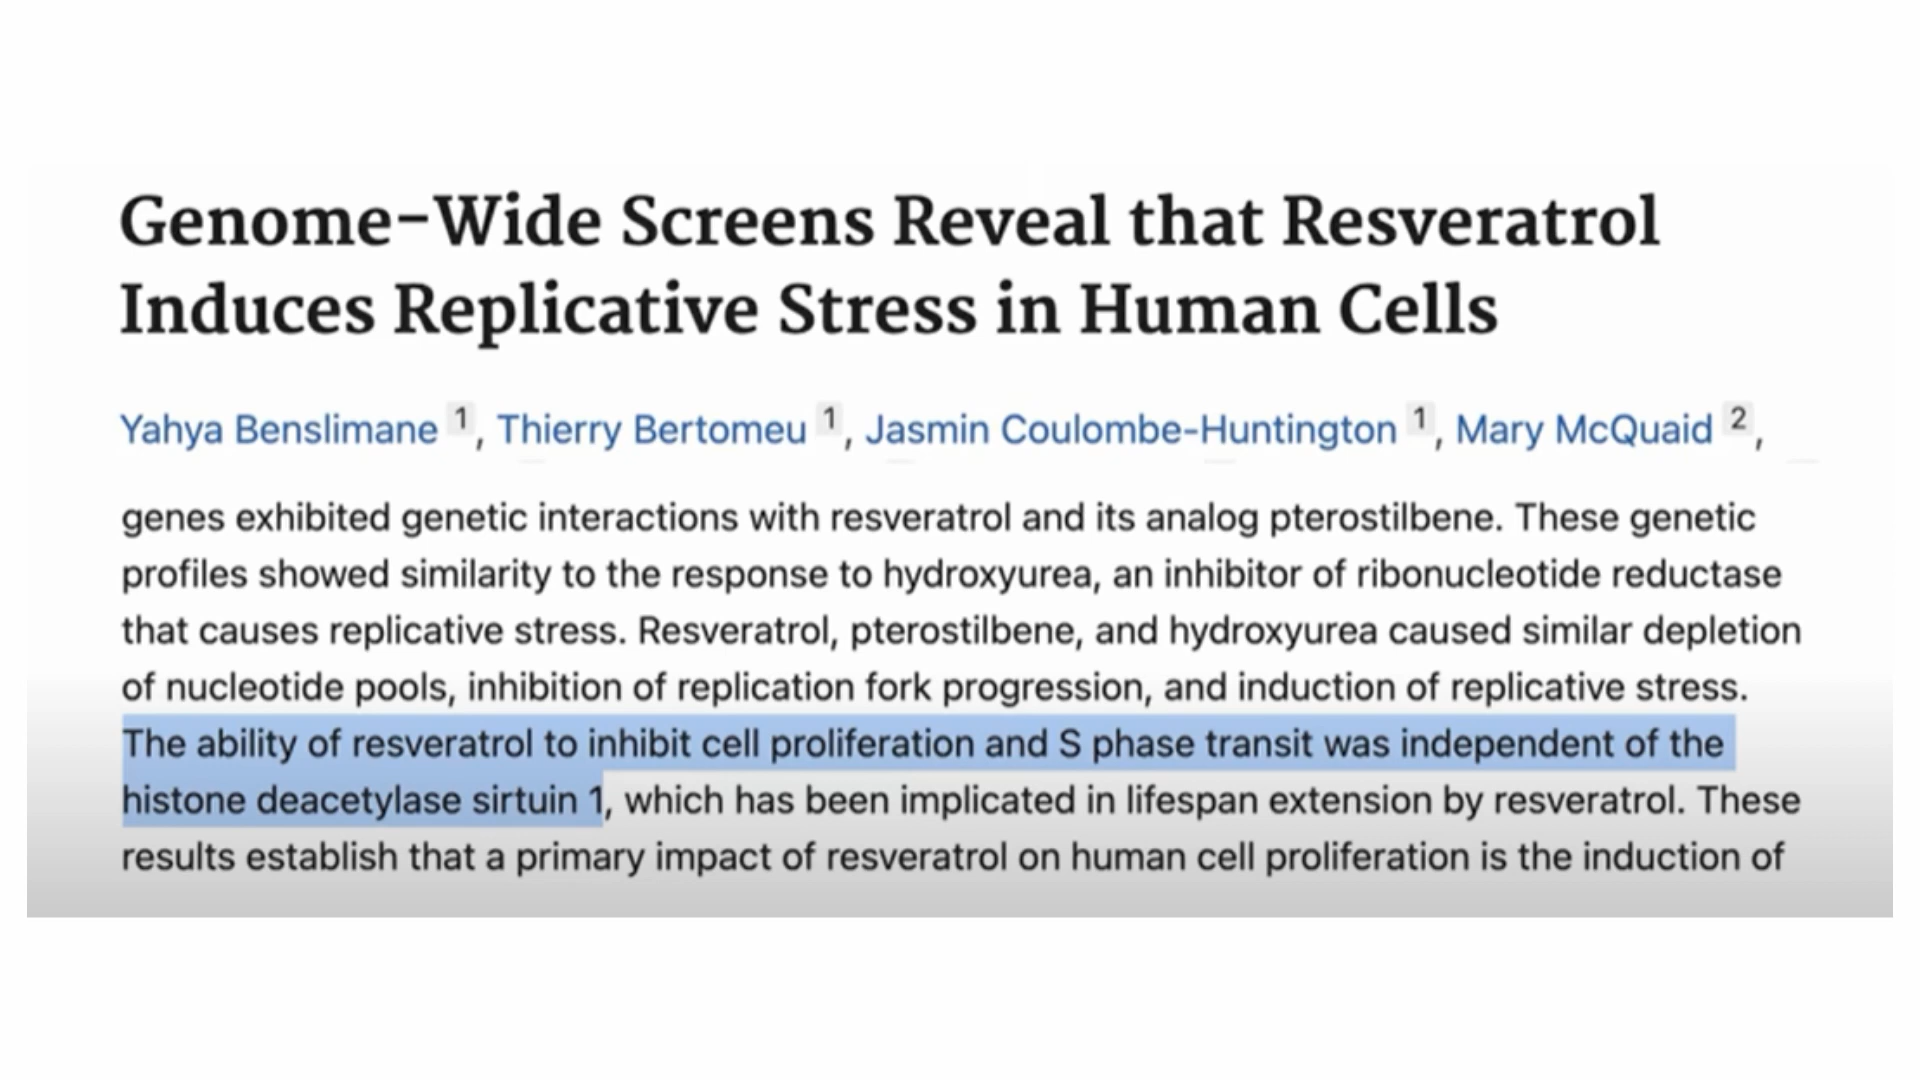 Genome-Wide Screens Reveal that Resveratrol
Induces Replicative Stress in Human Cells
Yahya Benslimane 1, Thierry Bertomeu 1, Jasmin Coulombe-Huntington 1, Mary McQuaid 2,
genes exhibited genetic interactions with resveratrol and its analog pterostilbene. These genetic
profiles showed similarity to the response to hydroxyurea, an inhibitor of ribonucleotide reductase
that causes replicative stress. Resveratrol, pterostilbene, and hydroxyurea caused similar depletion
of nucleotide pools, inhibition of replication fork progression, and induction of replicative stress.
The ability of resveratrol to inhibit cell proliferation and S phase transit was independent of the
histone deacetylase sirtuin 1, which has been implicated in lifespan extension by resveratrol. These
results establish that a primary impact of resveratrol on human cell proliferation is the induction of